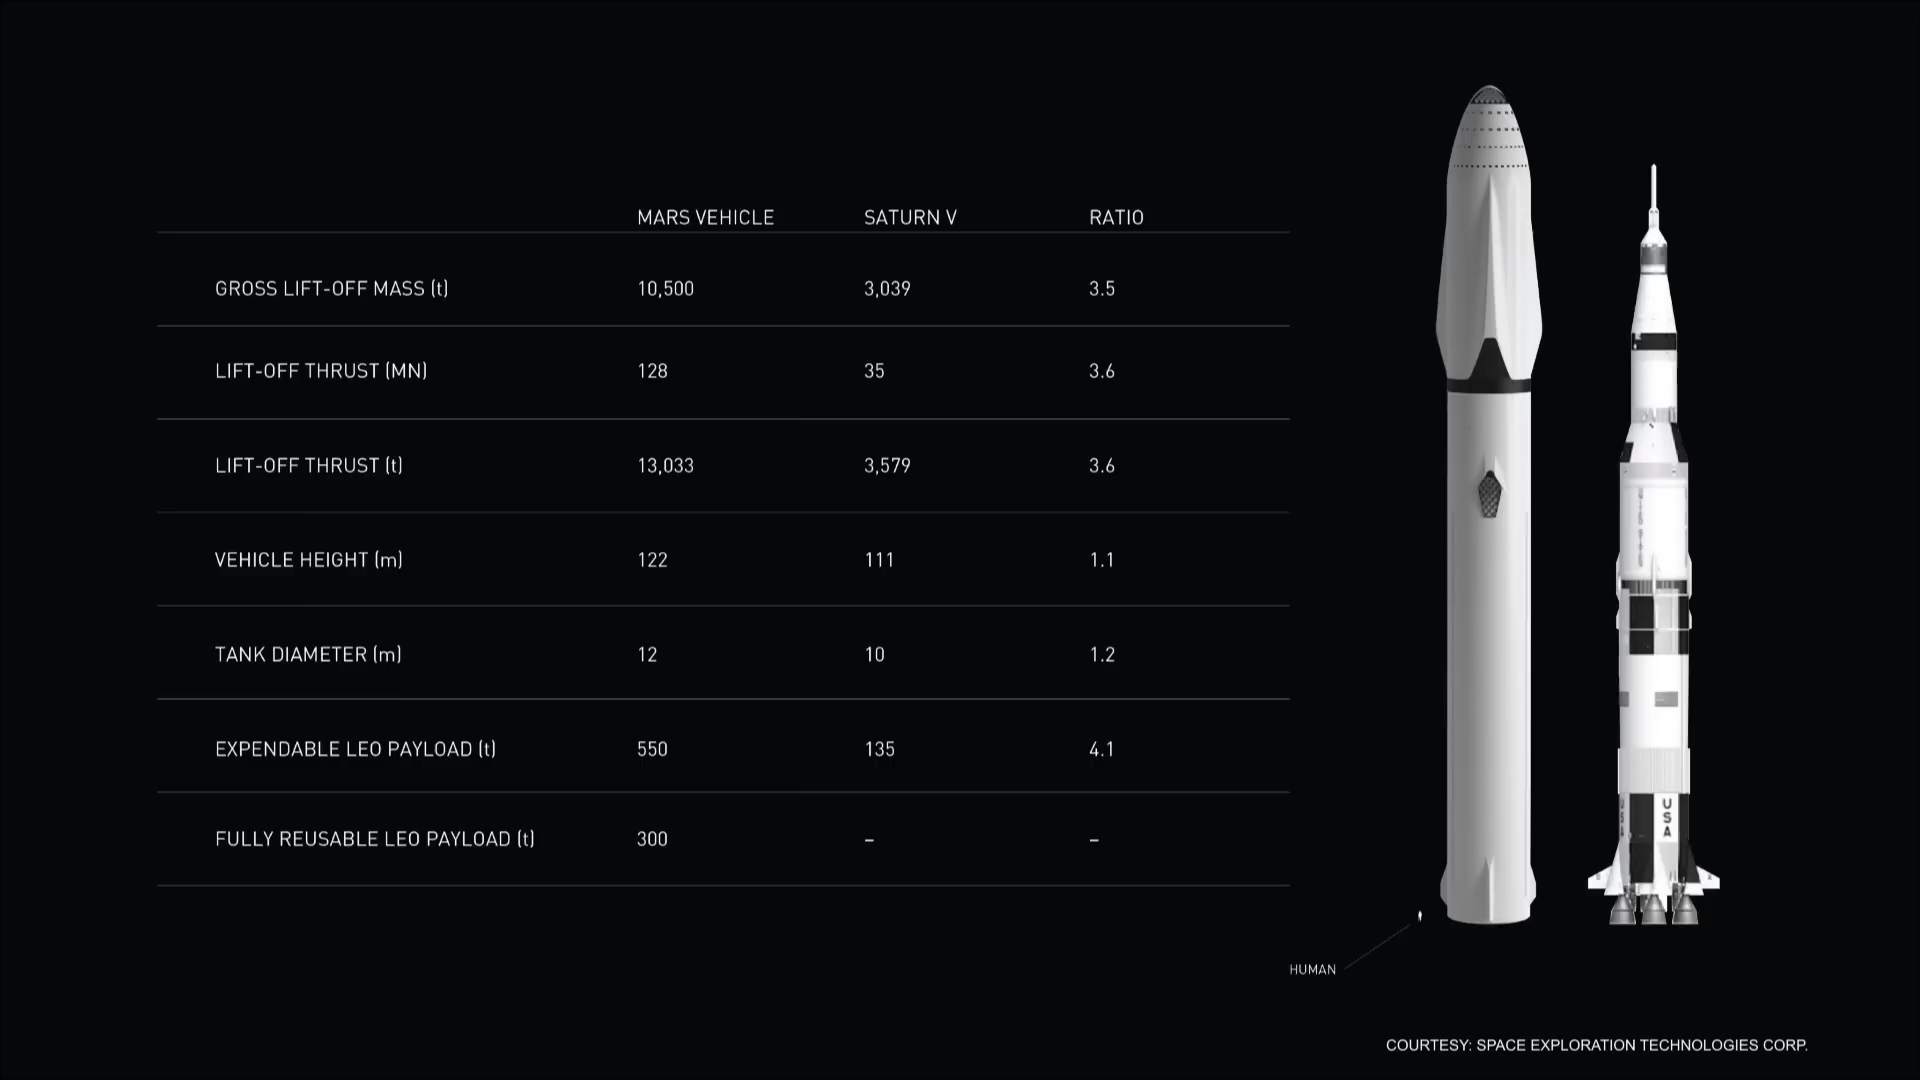 MARS VEHICLE SATURN V RATIO
GROSS LIFT-OFF MASS (t) 10,500 3,039 3.5
LIFT-OFF THRUST (MN) 128 35 3.6
LIFT-OFF THRUST (t) 13,033 3,579 3.6
VEHICLE HEIGHT (m) 122 111 1.1
TANK DIAMETER (m) 12 10 1.2
EXPENDABLE LEO PAYLOAD (t) 550 135 4.1
FULLY REUSABLE LEO PAYLOAD (t) 300 – –
USA
HUMAN
COURTESY: SPACE EXPLORATION TECHNOLOGIES CORP.